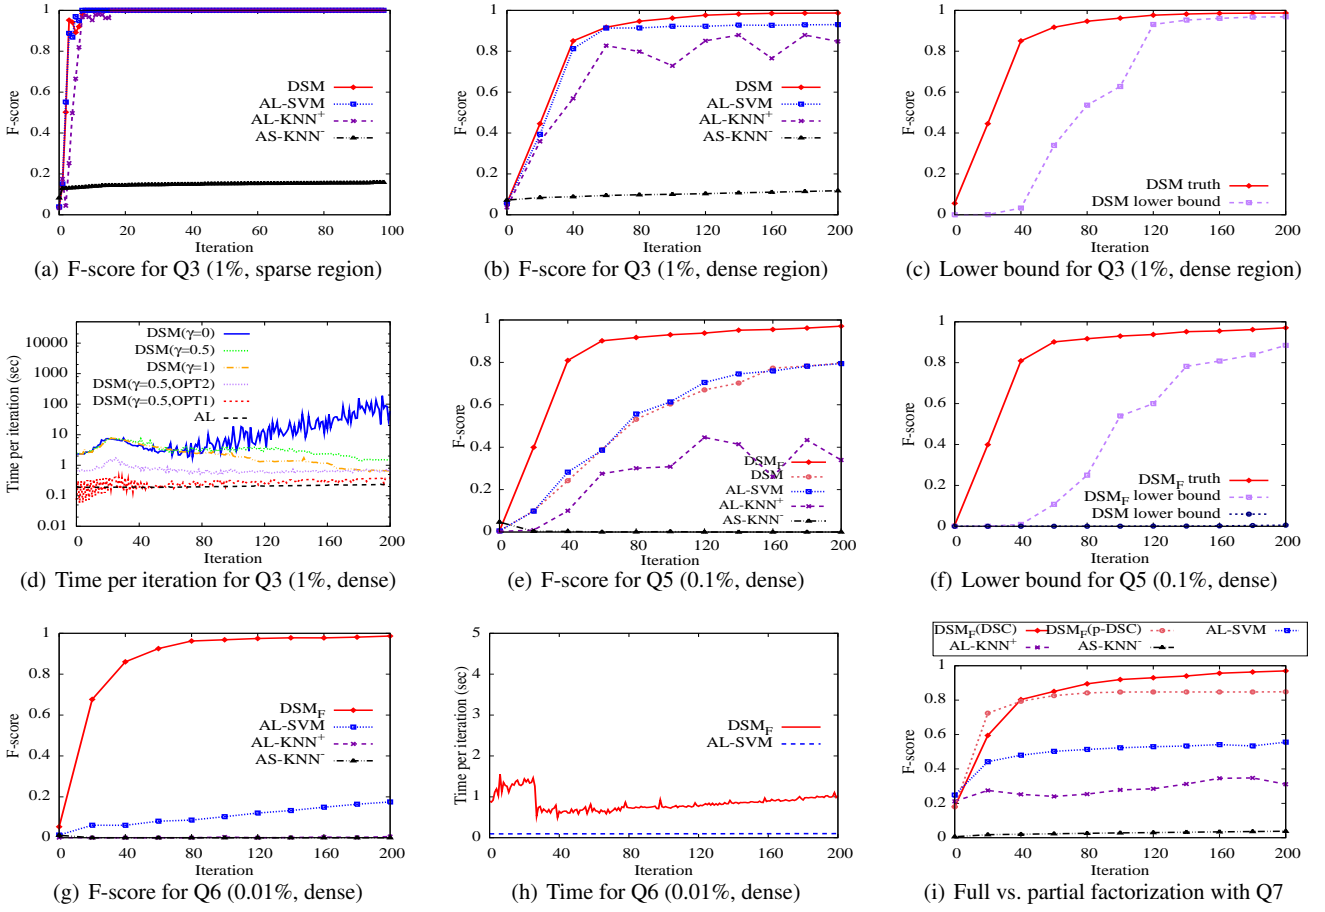 F-score
1
0.8
0.6
0.4
0.2
0
0 20 40 60 80 100
Iteration
DSM
AL-SVM
AL-KNN⁺
AS-KNN⁻
(a) F-score for Q3 (1%, sparse region)
F-score
1
0.8
0.6
0.4
0.2
0
0 40 80 120 160 200
Iteration
DSM
AL-SVM
AL-KNN⁺
AS-KNN⁻
(b) F-score for Q3 (1%, dense region)
F-score
1
0.8
0.6
0.4
0.2
0
0 40 80 120 160 200
Iteration
DSM truth
DSM lower bound
(c) Lower bound for Q3 (1%, dense region)
Time per iteration (sec)
10000
1000
100
10
1
0.1
0.01
0 40 80 120 160 200
Iteration
DSM(γ=0)
DSM(γ=0.5)
DSM(γ=1)
DSM(γ=0.5,OPT2)
DSM(γ=0.5,OPT1)
AL
(d) Time per iteration for Q3 (1%, dense)
F-score
1
0.8
0.6
0.4
0.2
0
0 40 80 120 160 200
Iteration
DSM_F
DSM
AL-SVM
AL-KNN⁺
AS-KNN⁻
(e) F-score for Q5 (0.1%, dense)
F-score
1
0.8
0.6
0.4
0.2
0
0 40 80 120 160 200
Iteration
DSM_F truth
DSM_F lower bound
DSM lower bound
(f) Lower bound for Q5 (0.1%, dense)
F-score
1
0.8
0.6
0.4
0.2
0
0 40 80 120 160 200
Iteration
DSM_F
AL-SVM
AL-KNN⁺
AS-KNN⁻
(g) F-score for Q6 (0.01%, dense)
Time per iteration (sec)
5
4
3
2
1
0
0 40 80 120 160 200
Iteration
DSM_F
AL-SVM
(h) Time for Q6 (0.01%, dense)
DSM_F(DSC) DSM_F(p-DSC) AL-SVM
AL-KNN⁺ AS-KNN⁻
F-score
1
0.8
0.6
0.4
0.2
0
0 40 80 120 160 200
Iteration
(i) Full vs. partial factorization with Q7